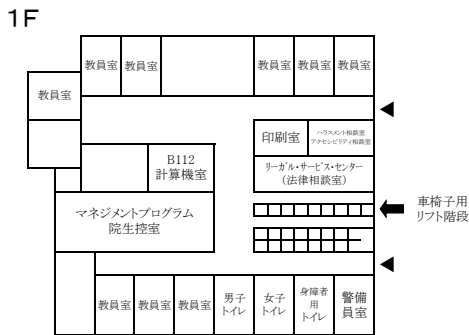 1F
教員室 教員室 教員室 教員室 教員室
教員室
印刷室
ハラスメント相談室
アクセシビリティ相談室
B112
計算機室
リーガル・サービス・センター
(法律相談室)
マネジメントプログラム
院生控室
車椅子用
リフト階段
教員室 教員室 教員室
男子
トイレ
女子
トイレ
身障者
用
トイレ
警備
員室